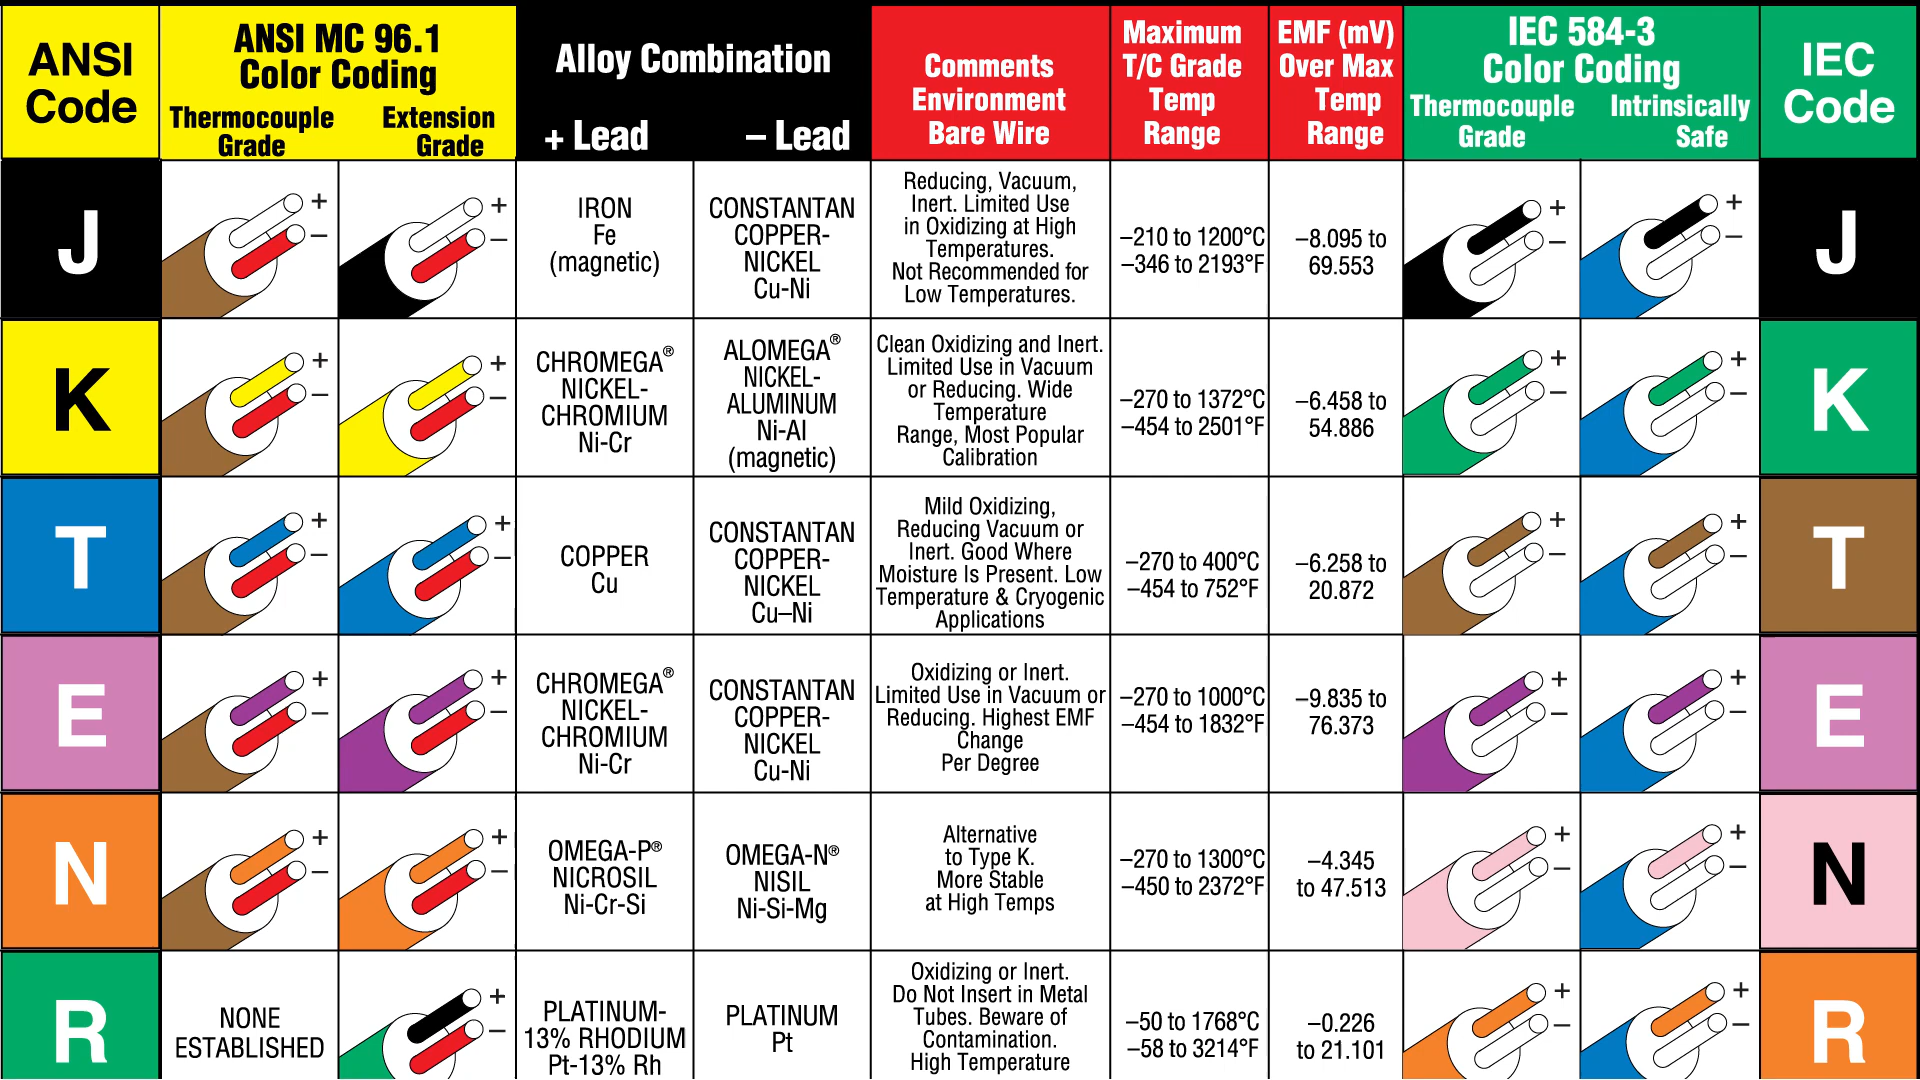 ANSI
Code
ANSI MC 96.1
Color Coding
Thermocouple
Grade
Extension
Grade
Alloy Combination
+ Lead
– Lead
Comments
Environment
Bare Wire
Maximum
T/C Grade
Temp
Range
EMF (mV)
Over Max
Temp
Range
IEC 584-3
Color Coding
Thermocouple
Grade
Intrinsically
Safe
IEC
Code
J
+
–
+
–
IRON
Fe
(magnetic)
CONSTANTAN
COPPER-
NICKEL
Cu-Ni
Reducing, Vacuum,
Inert. Limited Use
in Oxidizing at High
Temperatures.
Not Recommended for
Low Temperatures.
–210 to 1200°C
–346 to 2193°F
–8.095 to
69.553
+
–
+
–
J
K
+
–
+
–
CHROMEGA®
NICKEL-
CHROMIUM
Ni-Cr
ALOMEGA®
NICKEL-
ALUMINUM
Ni-Al
(magnetic)
Clean Oxidizing and Inert.
Limited Use in Vacuum
or Reducing. Wide
Temperature
Range, Most Popular
Calibration
–270 to 1372°C
–454 to 2501°F
–6.458 to
54.886
+
–
+
–
K
T
+
–
+
–
COPPER
Cu
CONSTANTAN
COPPER-
NICKEL
Cu–Ni
Mild Oxidizing,
Reducing Vacuum or
Inert. Good Where
Moisture Is Present. Low
Temperature & Cryogenic
Applications
–270 to 400°C
–454 to 752°F
–6.258 to
20.872
+
–
+
–
T
E
+
–
+
–
CHROMEGA®
NICKEL-
CHROMIUM
Ni-Cr
CONSTANTAN
COPPER-
NICKEL
Cu-Ni
Oxidizing or Inert.
Limited Use in Vacuum or
Reducing. Highest EMF
Change
Per Degree
–270 to 1000°C
–454 to 1832°F
–9.835 to
76.373
+
–
+
–
E
N
+
–
+
–
OMEGA-P®
NICROSIL
Ni-Cr-Si
OMEGA-N®
NISIL
Ni-Si-Mg
Alternative
to Type K.
More Stable
at High Temps
–270 to 1300°C
–450 to 2372°F
–4.345
to 47.513
+
–
+
–
N
R
NONE
ESTABLISHED
+
–
PLATINUM-
13% RHODIUM
Pt-13% Rh
PLATINUM
Pt
Oxidizing or Inert.
Do Not Insert in Metal
Tubes. Beware of
Contamination.
High Temperature
–50 to 1768°C
–58 to 3214°F
–0.226
to 21.101
+
–
+
–
R